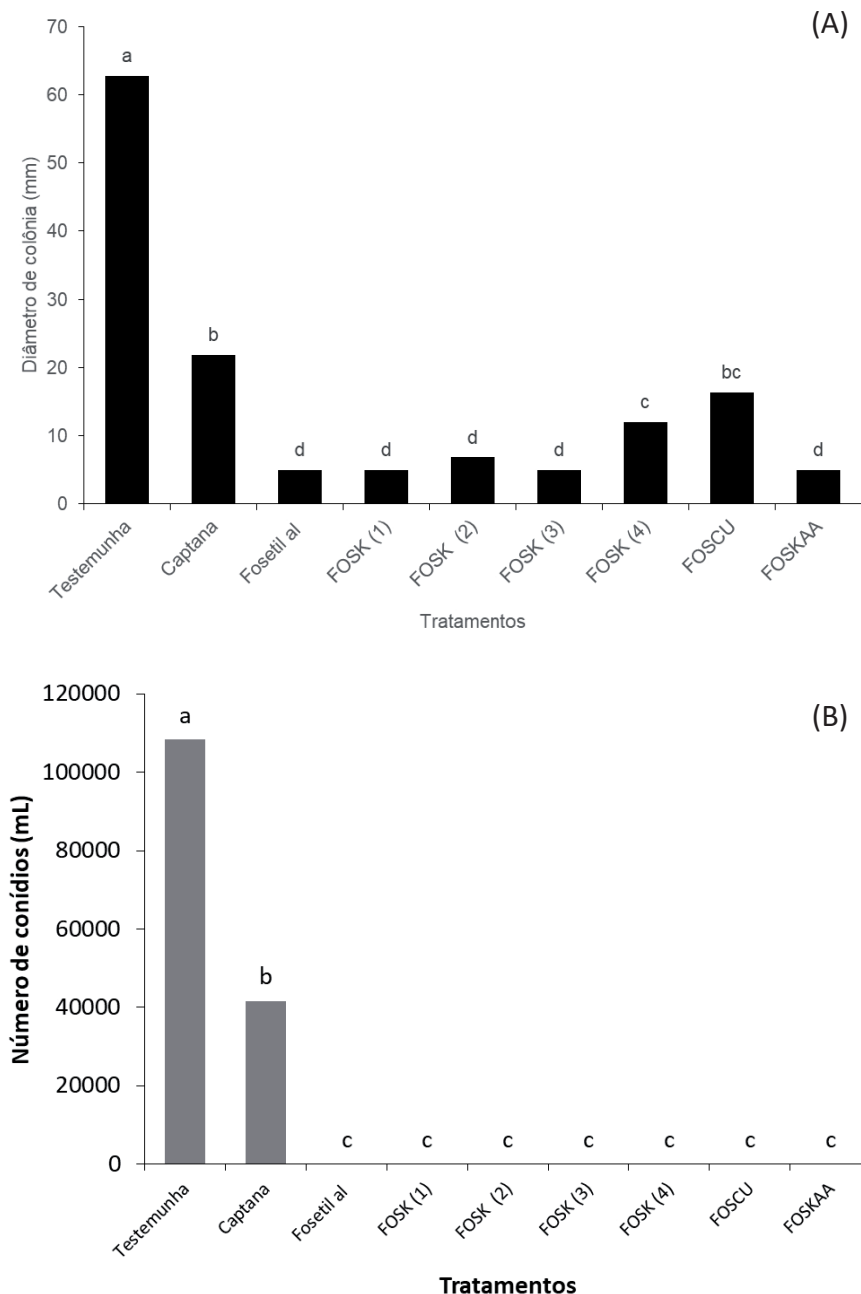 (A)
70
60
50
40
30
20
10
0
Diâmetro de colônia (mm)
a
b
d
d
d
d
c
bc
d
Testemunha
Captana
Fosetil al
FOSK (1)
FOSK (2)
FOSK (3)
FOSK (4)
FOSCU
FOSKAA
Tratamentos
(B)
120000
100000
80000
60000
40000
20000
0
Número de conídios (mL)
a
b
c
c
c
c
c
c
c
Testemunha
Captana
Fosetil al
FOSK (1)
FOSK (2)
FOSK (3)
FOSK (4)
FOSCU
FOSKAA
Tratamentos